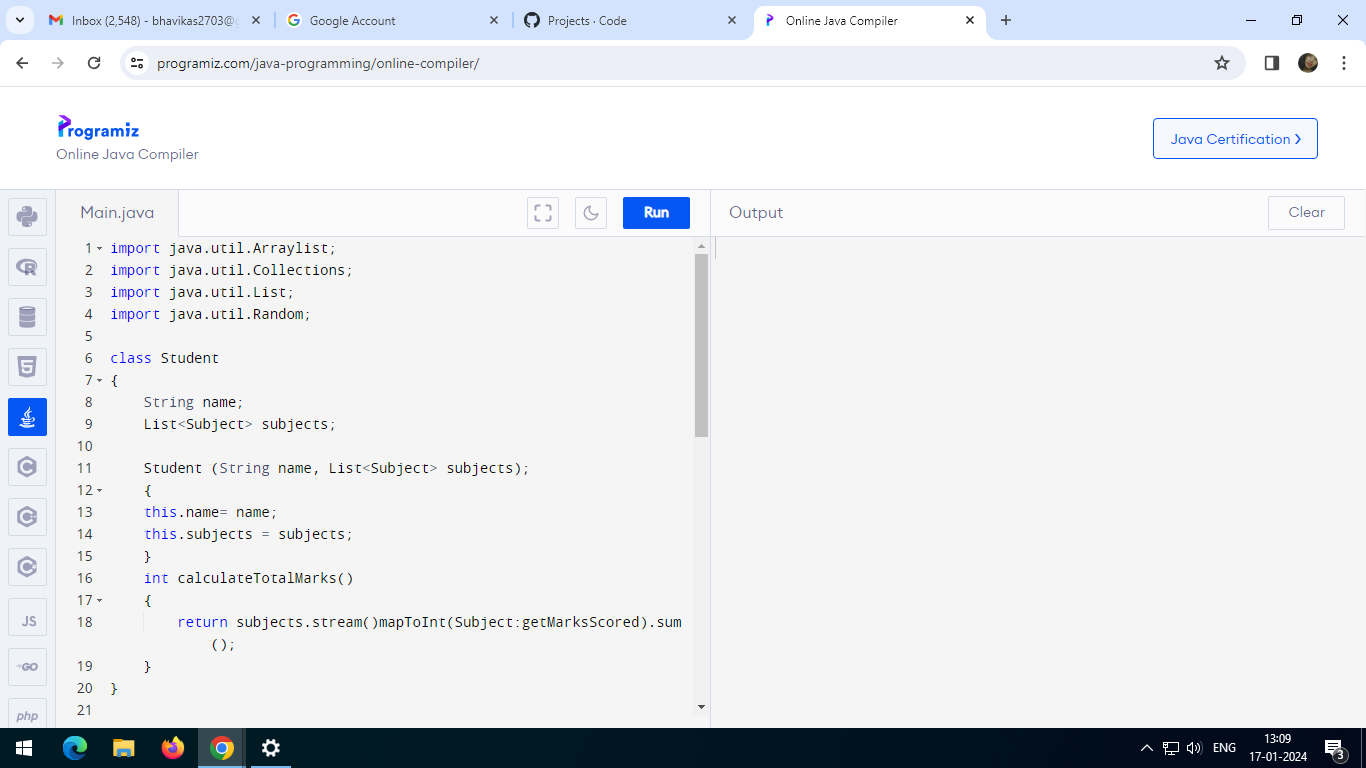 Inbox (2,548) - bhavikas2703@g
Google Account
Projects · Code
Online Java Compiler
programiz.com/java-programming/online-compiler/
Programiz
Online Java Compiler
Java Certification ›
Main.java
Run
Output
Clear
1 import java.util.Arraylist;
2 import java.util.Collections;
3 import java.util.List;
4 import java.util.Random;
5
6 class Student
7 {
8 String name;
9 List<Subject> subjects;
10
11 Student (String name, List<Subject> subjects);
12 {
13 this.name= name;
14 this.subjects = subjects;
15 }
16 int calculateTotalMarks()
17 {
18 return subjects.stream()mapToInt(Subject:getMarksScored).sum
();
19 }
20 }
21
JS
GO
php
ENG
13:09
17-01-2024
3